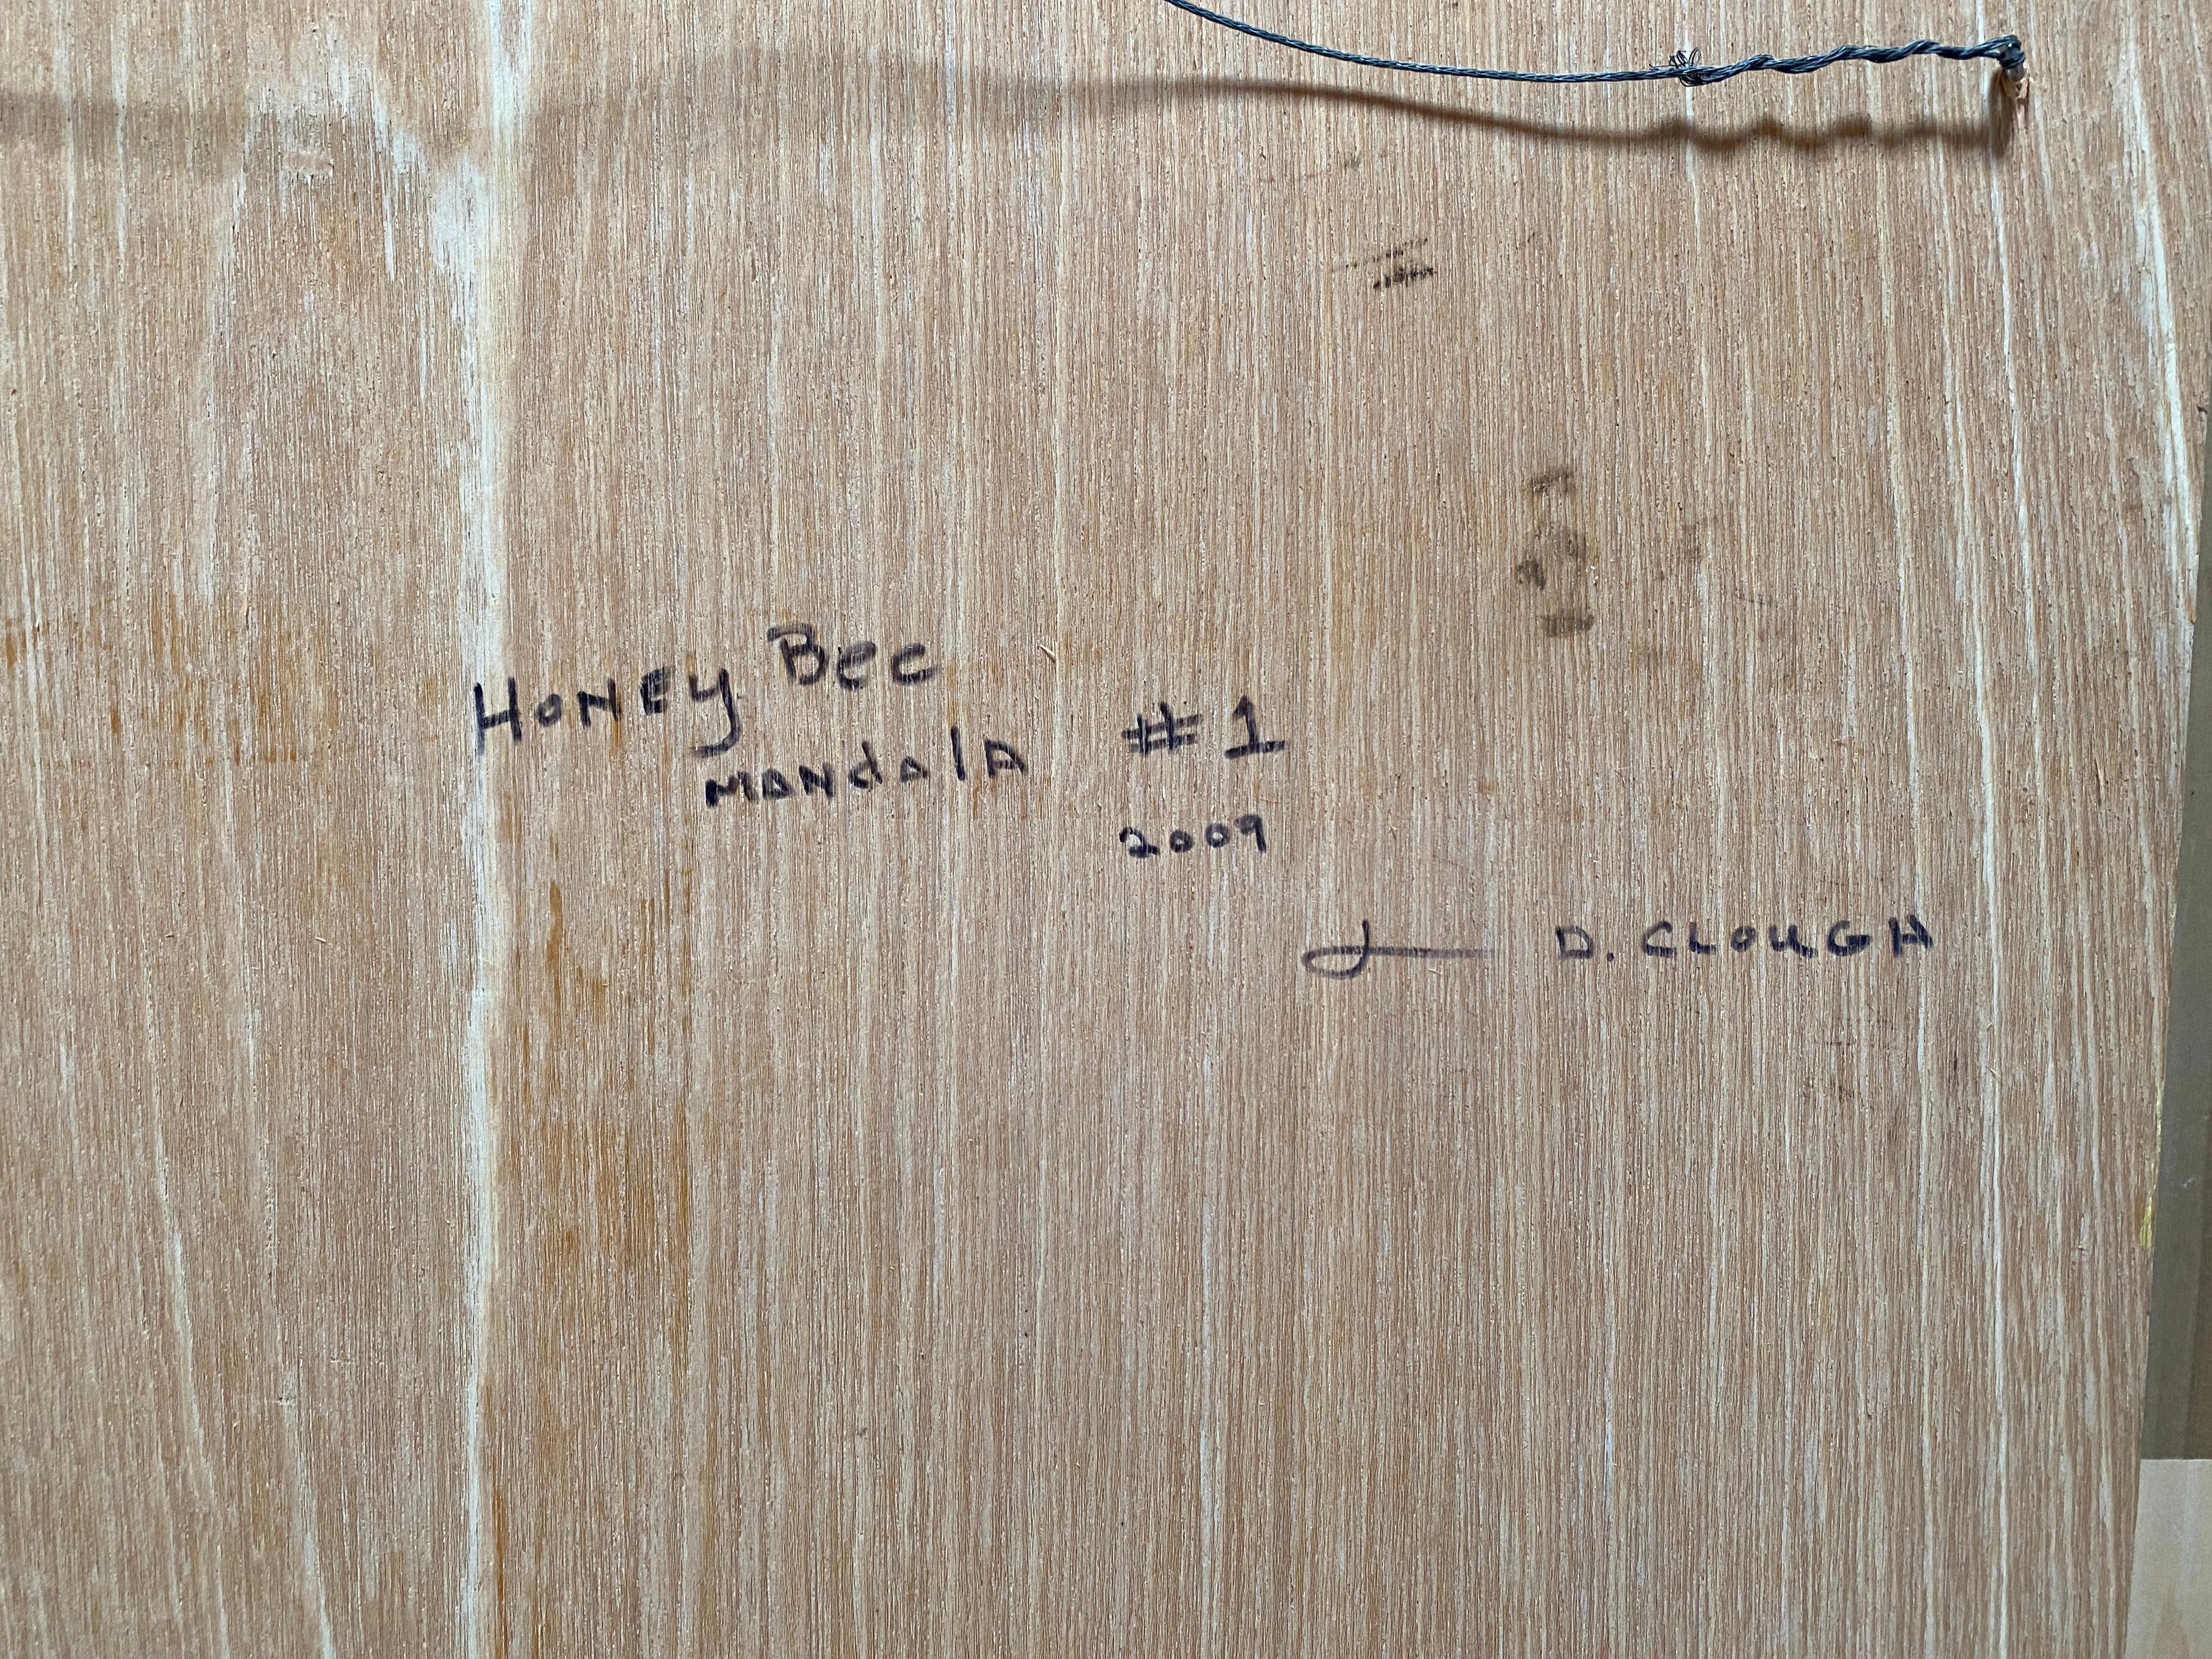 HONEY BEE
MANDALA #1
2009
D. CLOUGH